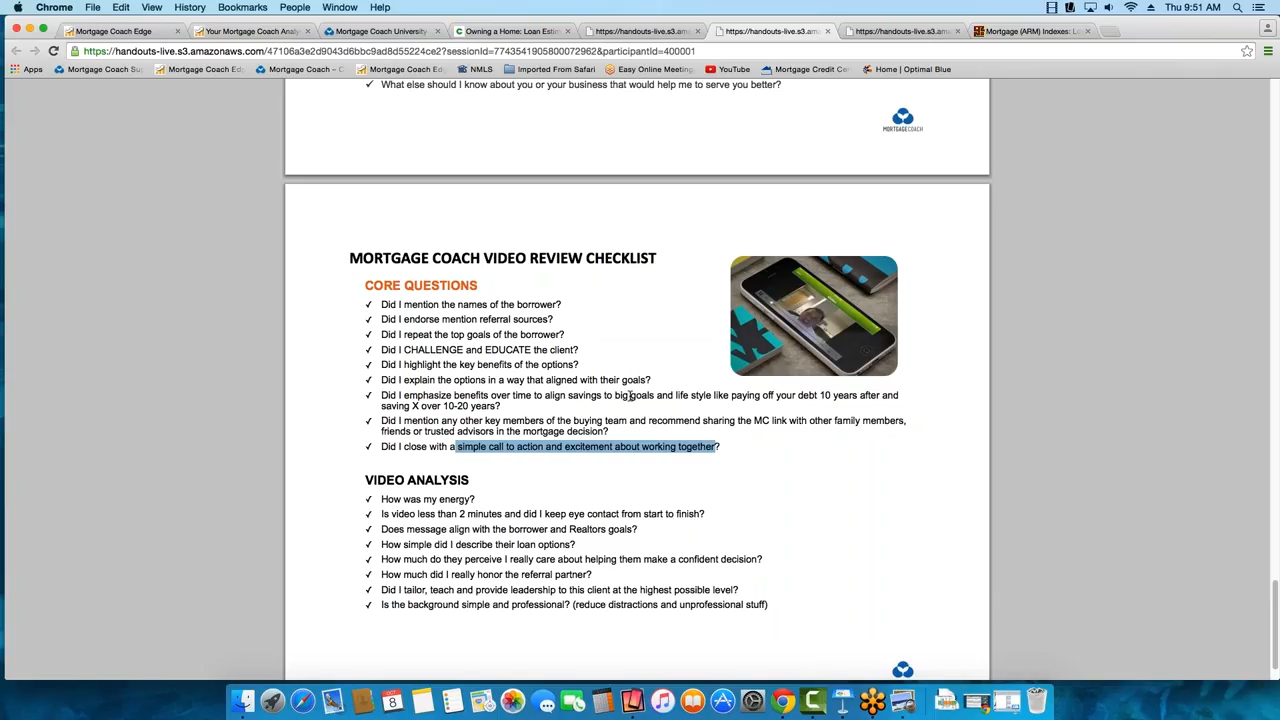 Chrome File Edit View History Bookmarks People Window Help Thu 9:51 AM
Mortgage Coach Edge
Your Mortgage Coach Analy
Mortgage Coach University
Owning a Home: Loan Estim
https://handouts-live.s3.ama
https://handouts-live.s3.ama
https://handouts-live.s3.ama
Mortgage (ARM) Indexes: Lo
https://handouts-live.s3.amazonaws.com/47106a3e2d9043d6bbc9ad8d55224ce2?sessionId=7743541905800072962&participantId=400001
Apps Mortgage Coach Sup Mortgage Coach Edg Mortgage Coach – C Mortgage Coach Edg NMLS Imported From Safari Easy Online Meeting YouTube Mortgage Credit Cer Home | Optimal Blue
✓ What else should I know about you or your business that would help me to serve you better?
MORTGAGE COACH
MORTGAGE COACH VIDEO REVIEW CHECKLIST
CORE QUESTIONS
✓ Did I mention the names of the borrower?
✓ Did I endorse mention referral sources?
✓ Did I repeat the top goals of the borrower?
✓ Did I CHALLENGE and EDUCATE the client?
✓ Did I highlight the key benefits of the options?
✓ Did I explain the options in a way that aligned with their goals?
✓ Did I emphasize benefits over time to align savings to big goals and life style like paying off your debt 10 years after and
saving X over 10-20 years?
✓ Did I mention any other key members of the buying team and recommend sharing the MC link with other family members,
friends or trusted advisors in the mortgage decision?
✓ Did I close with a simple call to action and excitement about working together?
VIDEO ANALYSIS
✓ How was my energy?
✓ Is video less than 2 minutes and did I keep eye contact from start to finish?
✓ Does message align with the borrower and Realtors goals?
✓ How simple did I describe their loan options?
✓ How much do they perceive I really care about helping them make a confident decision?
✓ How much did I really honor the referral partner?
✓ Did I tailor, teach and provide leadership to this client at the highest possible level?
✓ Is the background simple and professional? (reduce distractions and unprofessional stuff)
8